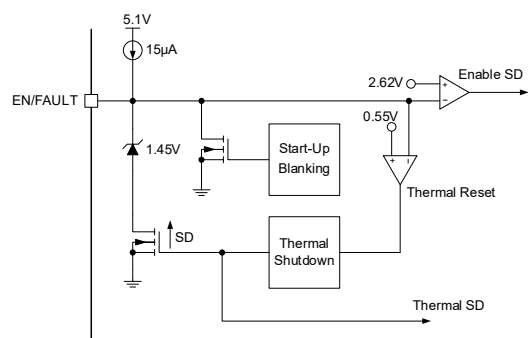 5.1V
15µA
EN/FAULT
2.62V
Enable SD
0.55V
1.45V
Start-Up
Blanking
Thermal Reset
SD
Thermal
Shutdown
Thermal SD